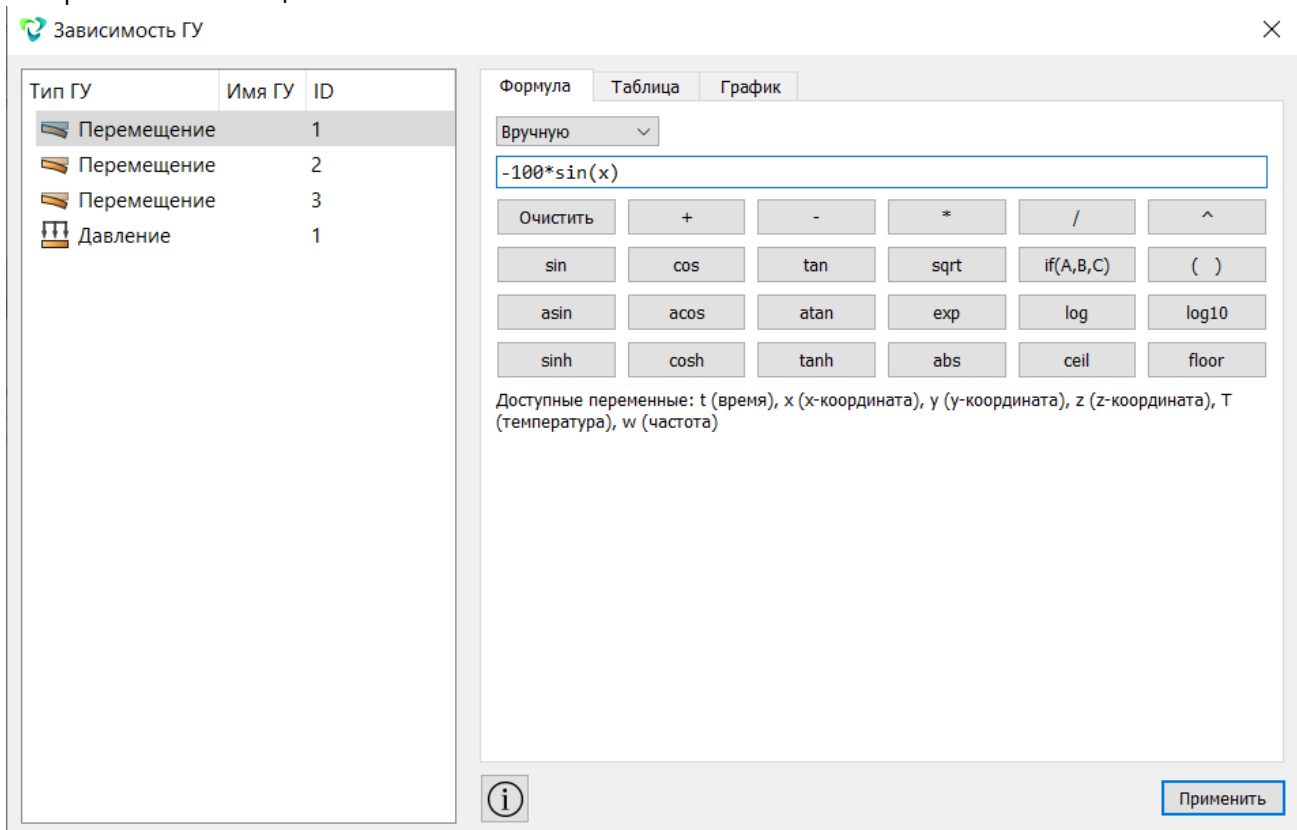 Зависимость ГУ
Тип ГУ Имя ГУ ID
Перемещение 1
Перемещение 2
Перемещение 3
Давление 1
Формула Таблица График
Вручную
-100*sin(x)
Очистить + - * / ^
sin cos tan sqrt if(A,B,C) ( )
asin acos atan exp log log10
sinh cosh tanh abs ceil floor
Доступные переменные: t (время), x (x-координата), y (y-координата), z (z-координата), T
(температура), w (частота)
i
Применить